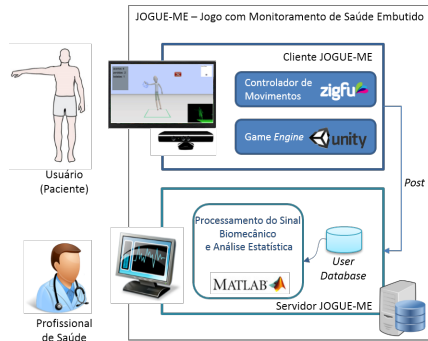 JOGUE-ME – Jogo com Monitoramento de Saúde Embutido
Cliente JOGUE-ME
Controlador de
Movimentos
zigfu
Game Engine
unity
Usuário
(Paciente)
Post
Processamento do Sinal
Biomecânico
e Análise Estatística
MATLAB
User
Database
Servidor JOGUE-ME
Profissional
de Saúde